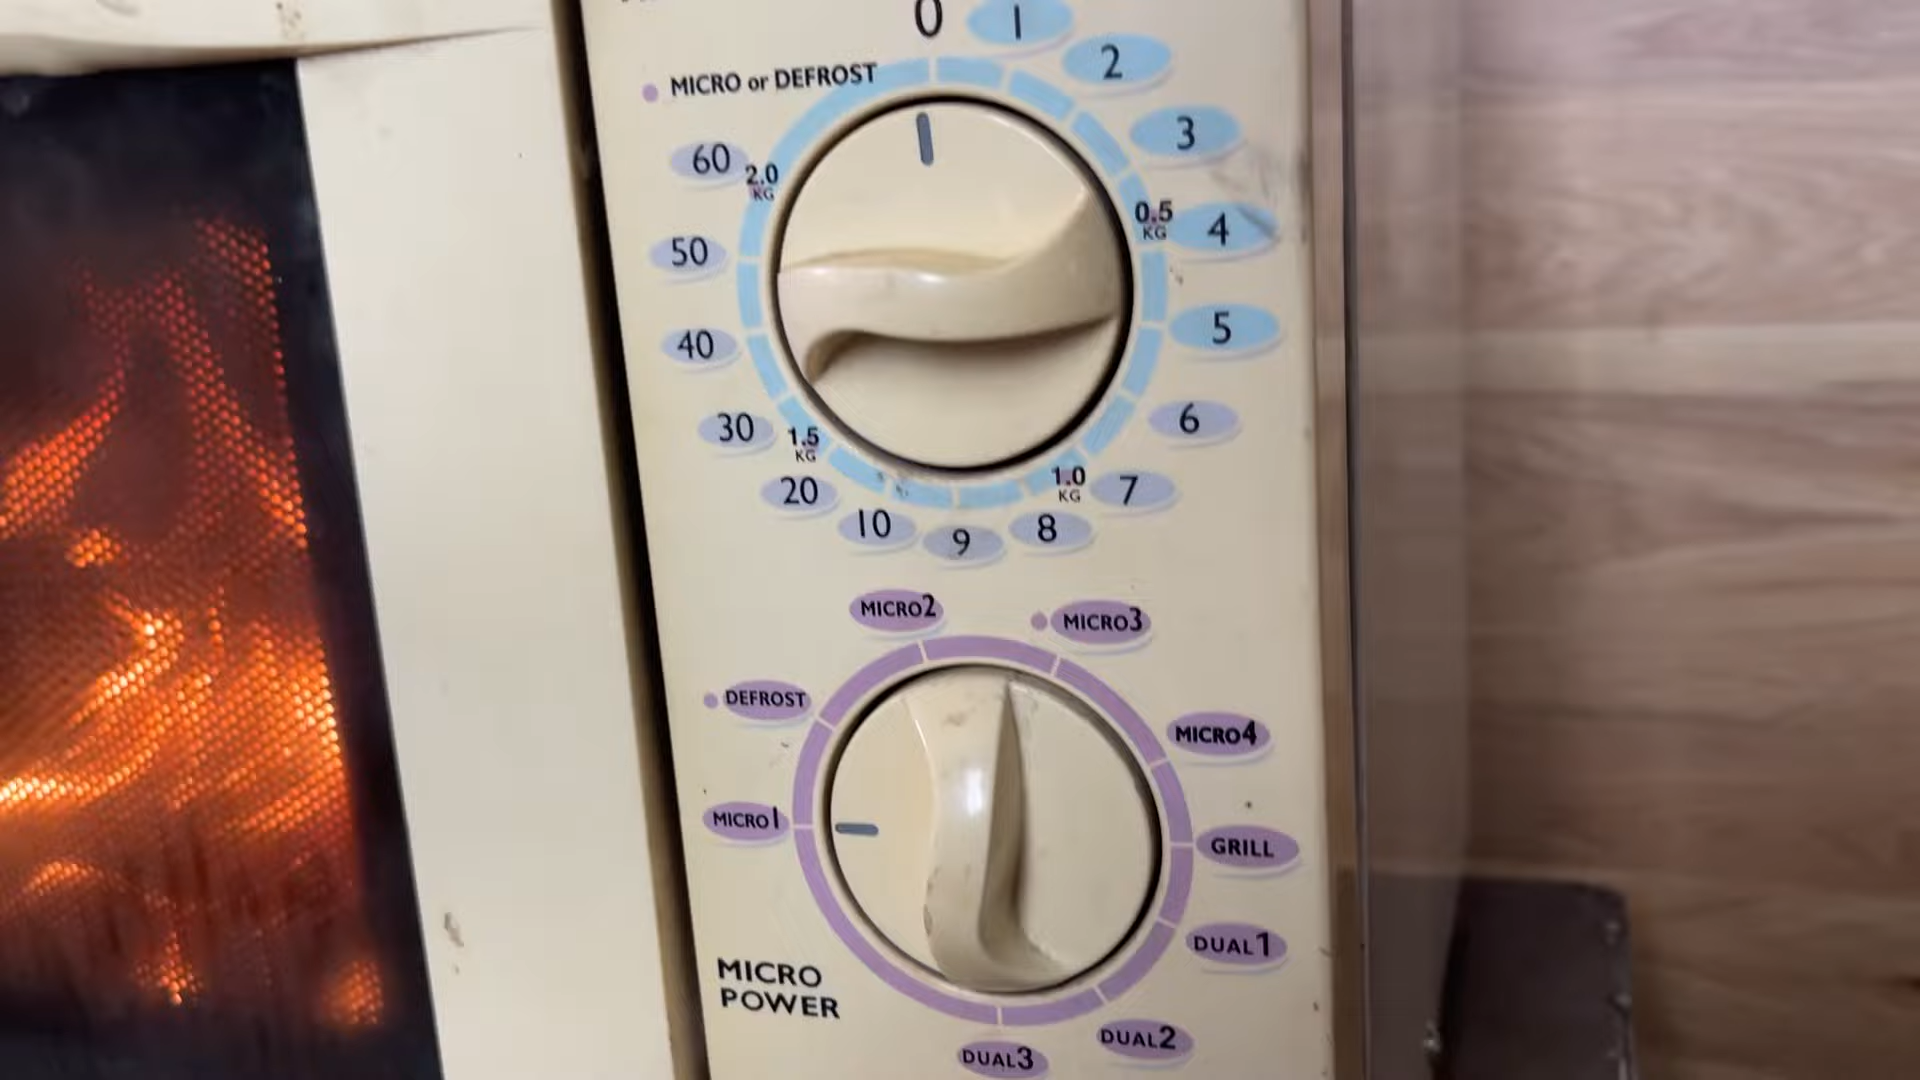 0
1
2
MICRO or DEFROST
3
60
2.0
KG
0.5
KG
4
50
5
40
6
30
1.5
KG
1.0
KG
7
20
10
9
8
MICRO2
MICRO3
DEFROST
MICRO4
MICRO1
GRILL
DUAL1
MICRO
POWER
DUAL2
DUAL3